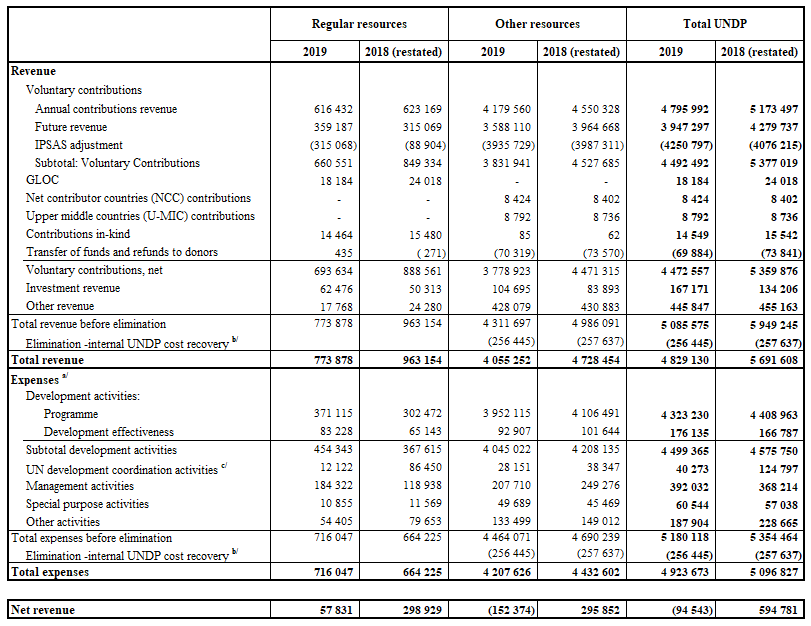 Regular resources Other resources Total UNDP
2019 2018 (restated) 2019 2018 (restated) 2019 2018 (restated)
Revenue
Voluntary contributions
Annual contributions revenue 616 432 623 169 4 179 560 4 550 328 4 795 992 5 173 497
Future revenue 359 187 315 069 3 588 110 3 964 668 3 947 297 4 279 737
IPSAS adjustment (315 068) (88 904) (3935 729) (3987 311) (4250 797) (4076 215)
Subtotal: Voluntary Contributions 660 551 849 334 3 831 941 4 527 685 4 492 492 5 377 019
GLOC 18 184 24 018 - - 18 184 24 018
Net contributor countries (NCC) contributions - - 8 424 8 402 8 424 8 402
Upper middle countries (U-MIC) contributions - - 8 792 8 736 8 792 8 736
Contributions in-kind 14 464 15 480 85 62 14 549 15 542
Transfer of funds and refunds to donors 435 ( 271) (70 319) (73 570) (69 884) (73 841)
Voluntary contributions, net 693 634 888 561 3 778 923 4 471 315 4 472 557 5 359 876
Investment revenue 62 476 50 313 104 695 83 893 167 171 134 206
Other revenue 17 768 24 280 428 079 430 883 445 847 455 163
Total revenue before elimination 773 878 963 154 4 311 697 4 986 091 5 085 575 5 949 245
Elimination -internal UNDP cost recovery b/ (256 445) (257 637) (256 445) (257 637)
Total revenue 773 878 963 154 4 055 252 4 728 454 4 829 130 5 691 608
Expenses a/
Development activities:
Programme 371 115 302 472 3 952 115 4 106 491 4 323 230 4 408 963
Development effectiveness 83 228 65 143 92 907 101 644 176 135 166 787
Subtotal development activities 454 343 367 615 4 045 022 4 208 135 4 499 365 4 575 750
UN development coordination activities c/ 12 122 86 450 28 151 38 347 40 273 124 797
Management activities 184 322 118 938 207 710 249 276 392 032 368 214
Special purpose activities 10 855 11 569 49 689 45 469 60 544 57 038
Other activities 54 405 79 653 133 499 149 012 187 904 228 665
Total expenses before elimination 716 047 664 225 4 464 071 4 690 239 5 180 118 5 354 464
Elimination -internal UNDP cost recovery b/ (256 445) (257 637) (256 445) (257 637)
Total expenses 716 047 664 225 4 207 626 4 432 602 4 923 673 5 096 827
Net revenue 57 831 298 929 (152 374) 295 852 (94 543) 594 781